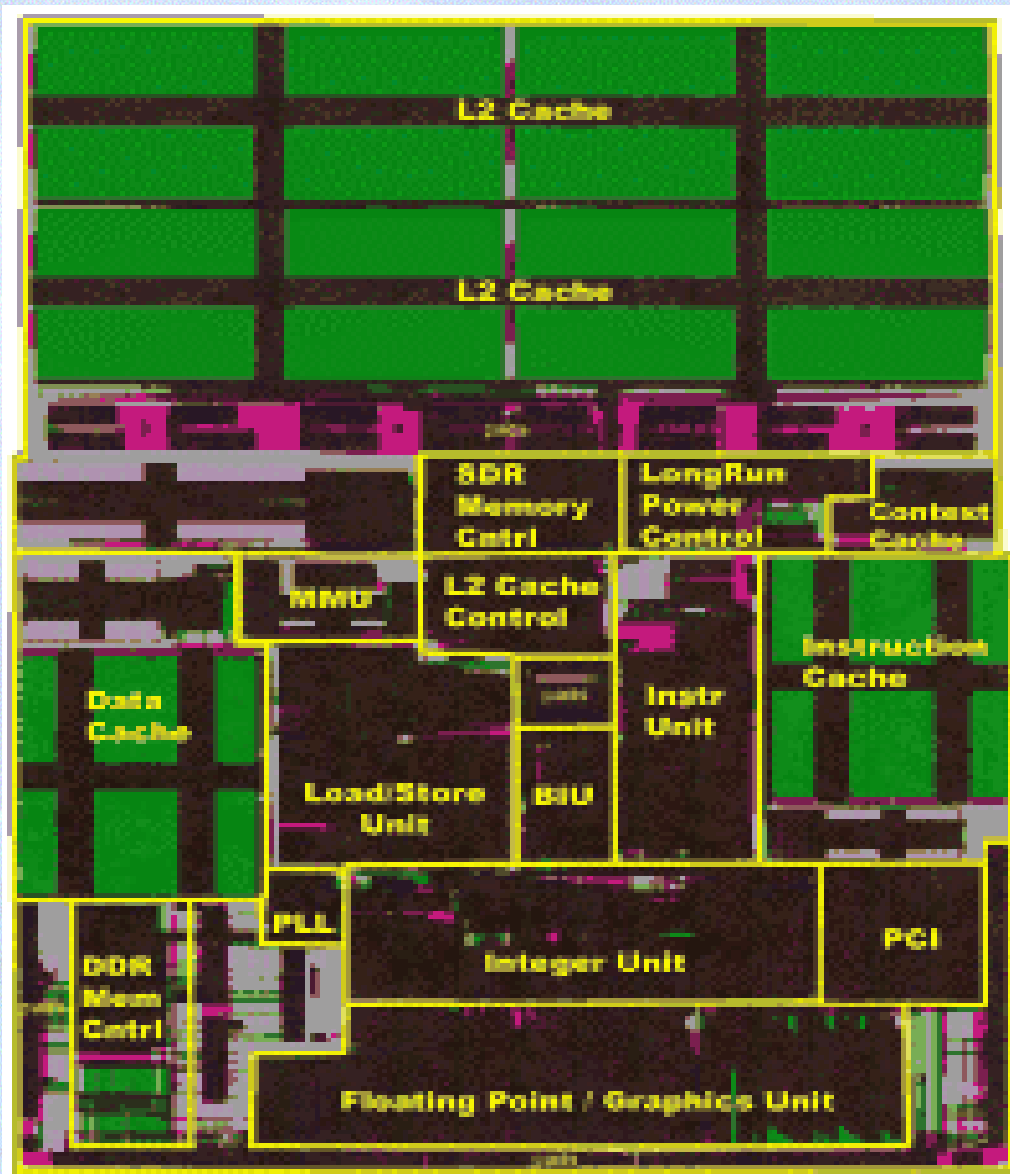 L2 Cache
L2 Cache
SDR
Memory
Cntrl
LongRun
Power
Control
Context
Cache
MMU
L2 Cache
Control
Instruction
Cache
Data
Cache
Instr
Unit
Load/Store
Unit
BIU
PLL
Integer Unit
PCI
DDR
Mem
Cntrl
Floating Point / Graphics Unit